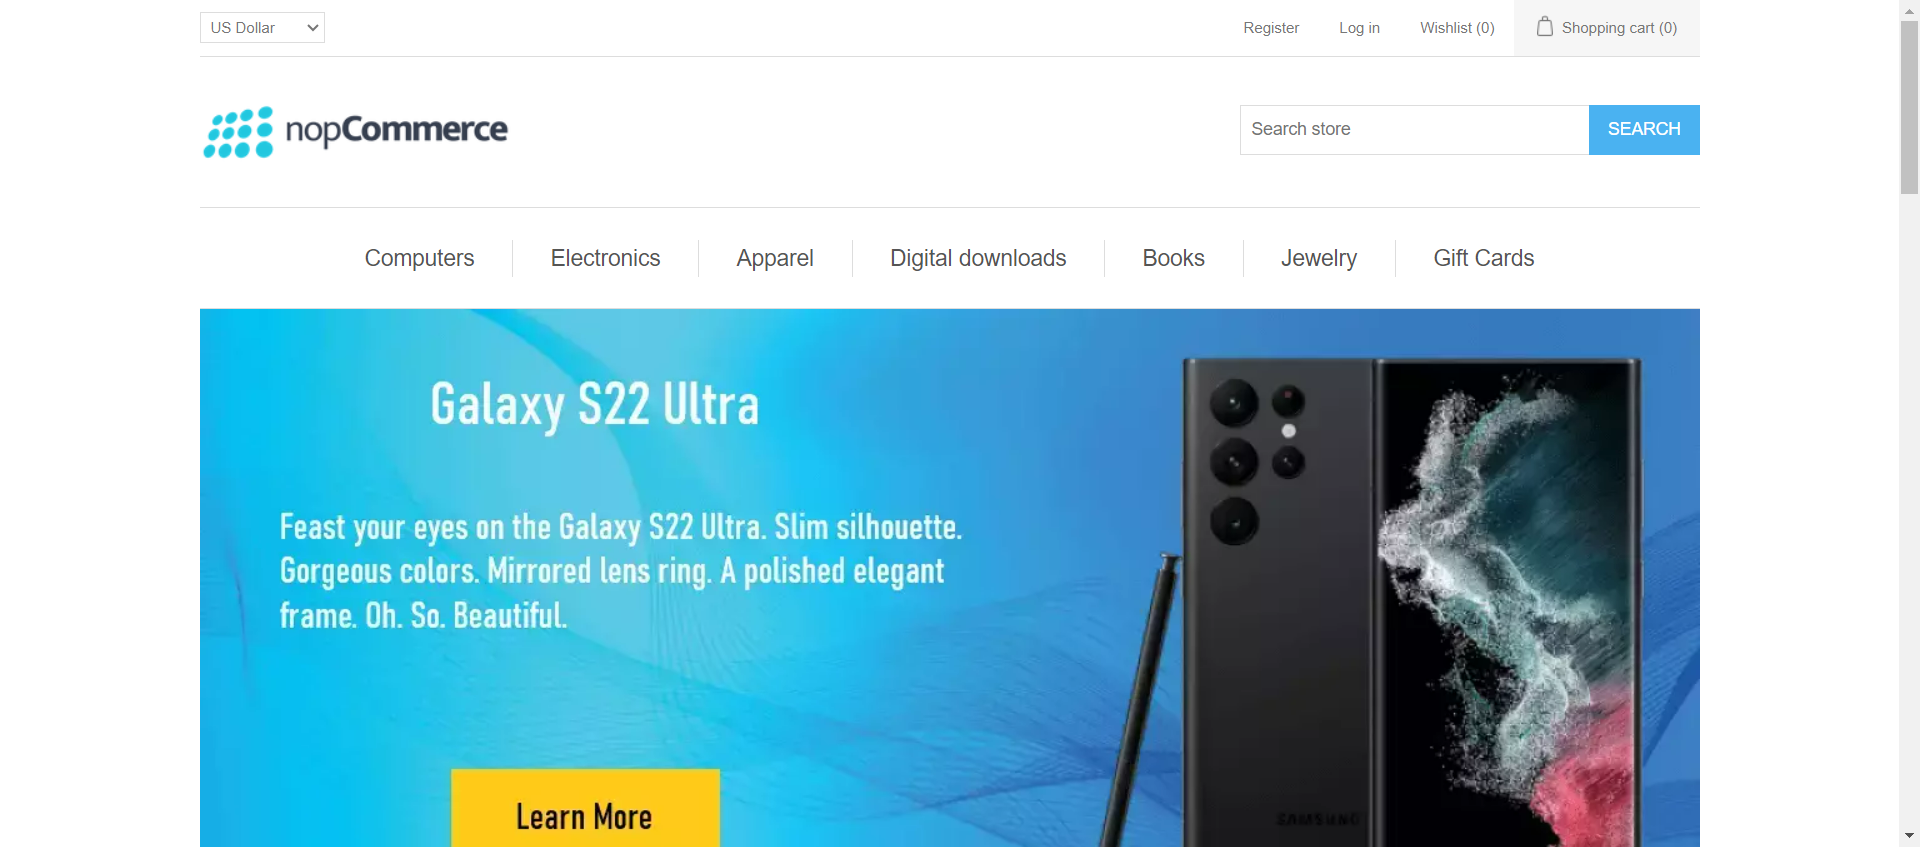 US Dollar
Register
Log in
Wishlist (0)
Shopping cart (0)
nopCommerce
Search store
SEARCH
Computers
Electronics
Apparel
Digital downloads
Books
Jewelry
Gift Cards
Galaxy S22 Ultra
Feast your eyes on the Galaxy S22 Ultra. Slim silhouette.
Gorgeous colors. Mirrored lens ring. A polished elegant
frame. Oh. So. Beautiful.
Learn More
SAMSUNG